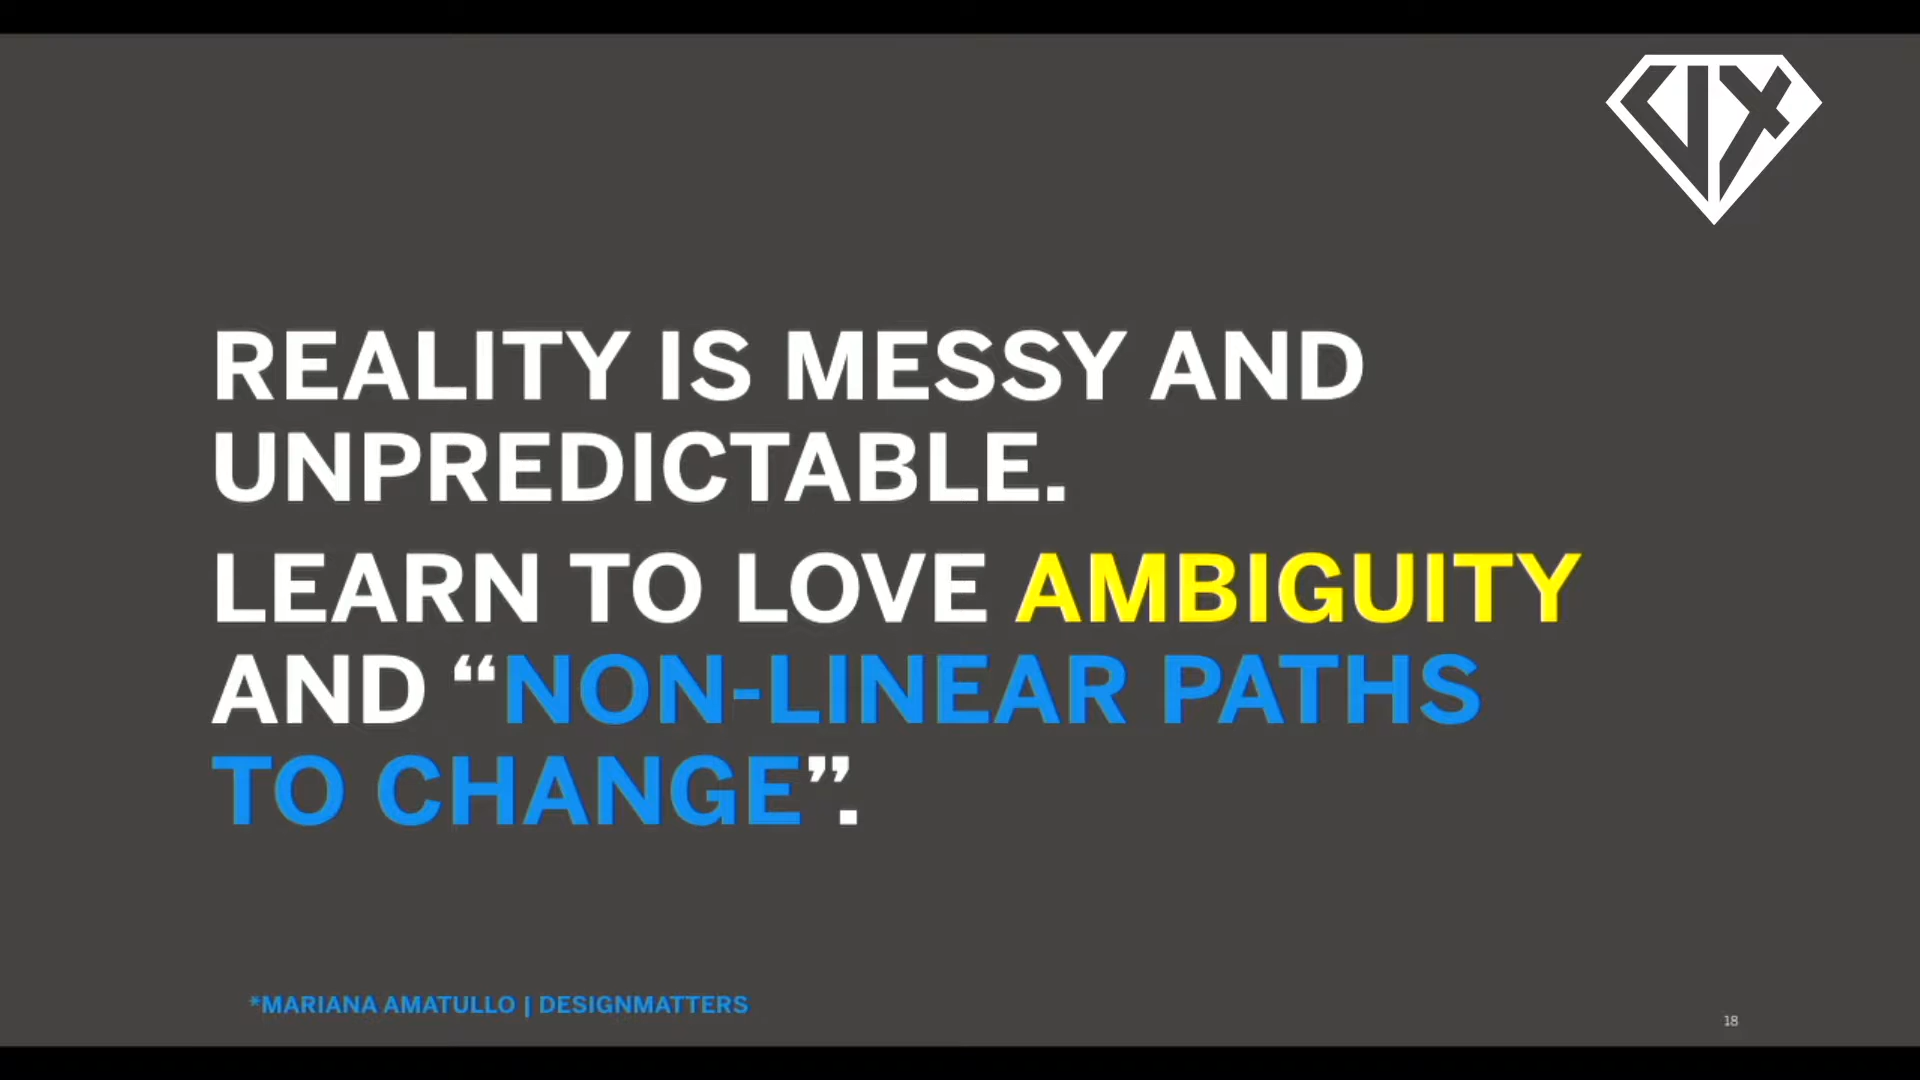 UX
REALITY IS MESSY AND
UNPREDICTABLE.
LEARN TO LOVE AMBIGUITY
AND “NON-LINEAR PATHS
TO CHANGE”.
*MARIANA AMATULLO | DESIGNMATTERS
18